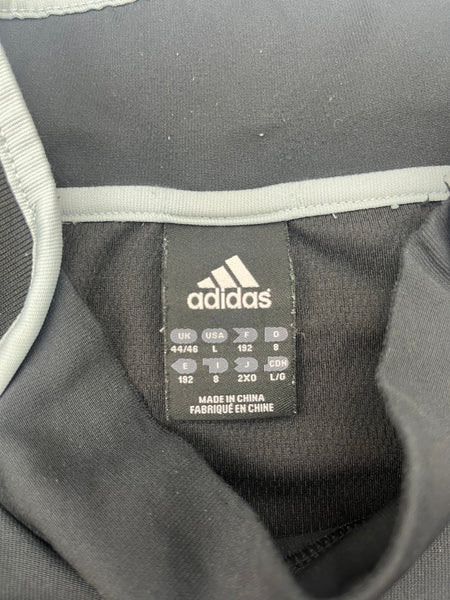 adidas
UK USA F D
44/46 L 192 8
E I J CDN
192 8 2XO L/G
MADE IN CHINA
FABRIQUÉ EN CHINE